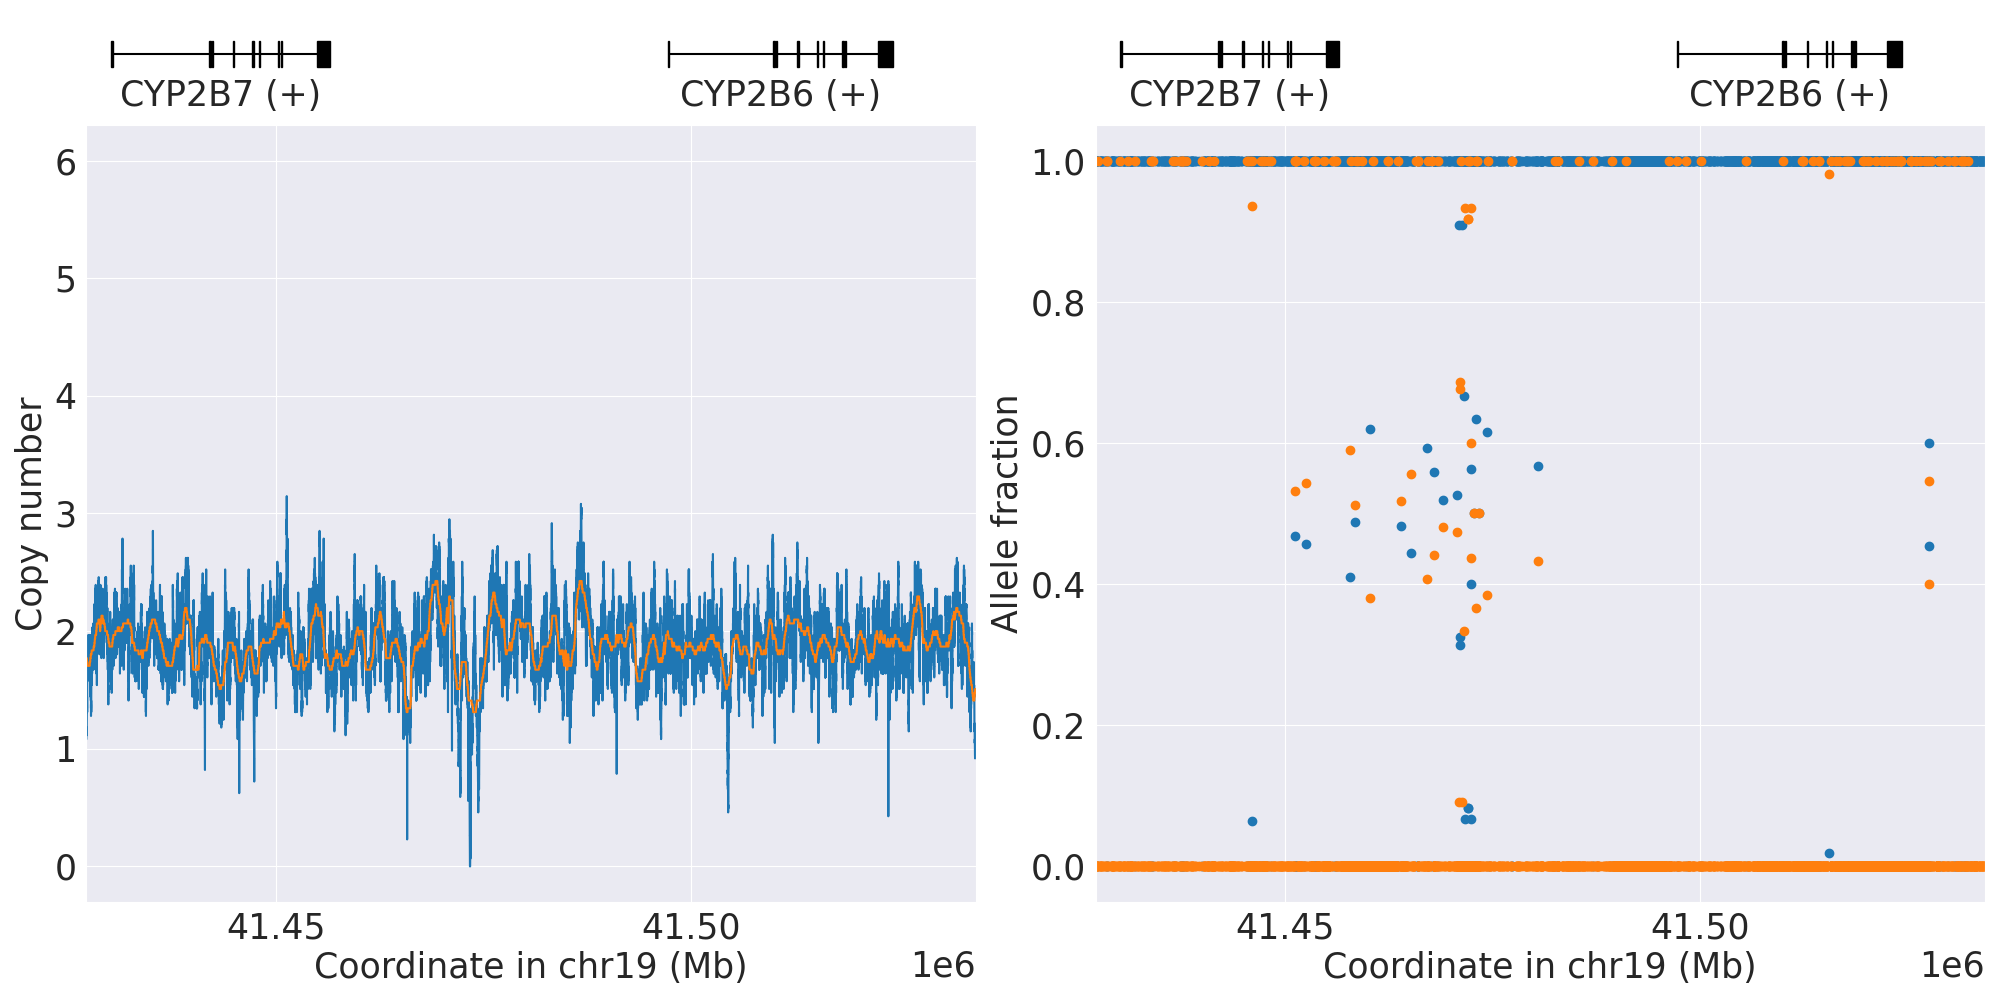 CYP2B7 (+)
CYP2B6 (+)
6
5
4
3
2
1
0
Copy number
41.45
41.50
Coordinate in chr19 (Mb)
1e6
CYP2B7 (+)
CYP2B6 (+)
1.0
0.8
0.6
0.4
0.2
0.0
Allele fraction
41.45
41.50
Coordinate in chr19 (Mb)
1e6